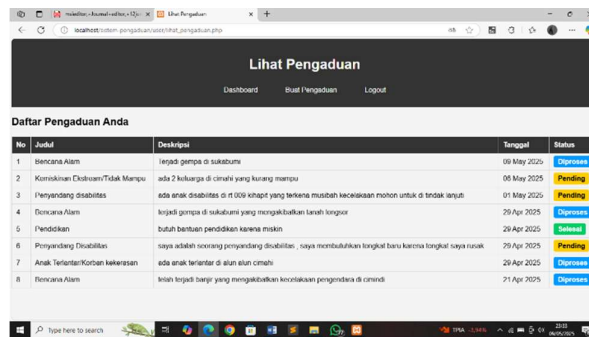 Lihat Pengaduan
localhost/sistem-pengaduan/user/lihat_pengaduan.php
Lihat Pengaduan
Dashboard Buat Pengaduan Logout
Daftar Pengaduan Anda
No Judul Deskripsi Tanggal Status
1 Bencana Alam Terjadi gempa di sukabumi 09 May 2025 Diproses
2 Kemiskinan Ekstream/Tidak Mampu ada 2 keluarga di cimahi yang kurang mampu 06 May 2025 Pending
3 Penyandang disabilitas ada anak disabilitas di rt 009 kihapit yang terkena musibah kecelakaan mohon untuk di tindak lanjuti 01 May 2025 Pending
4 Bencana Alam terjadi gempa di sukabumi yang mengakibatkan tanah longsor 29 Apr 2025 Diproses
5 Pendidikan butuh bantuan pendidikan karena miskin 29 Apr 2025 Selesai
6 Penyandang Disabilitas saya adalah seorang penyandang disabilitas , saya membutuhkan tongkat baru karena tongkat saya rusak 29 Apr 2025 Pending
7 Anak Terlantar/Korban kekerasan ada anak terlantar di alun alun cimahi 29 Apr 2025 Diproses
8 Bencana Alam telah terjadi banjir yang mengakibatkan kecelakaan pengendara di cimindi 21 Apr 2025 Diproses
Type here to search